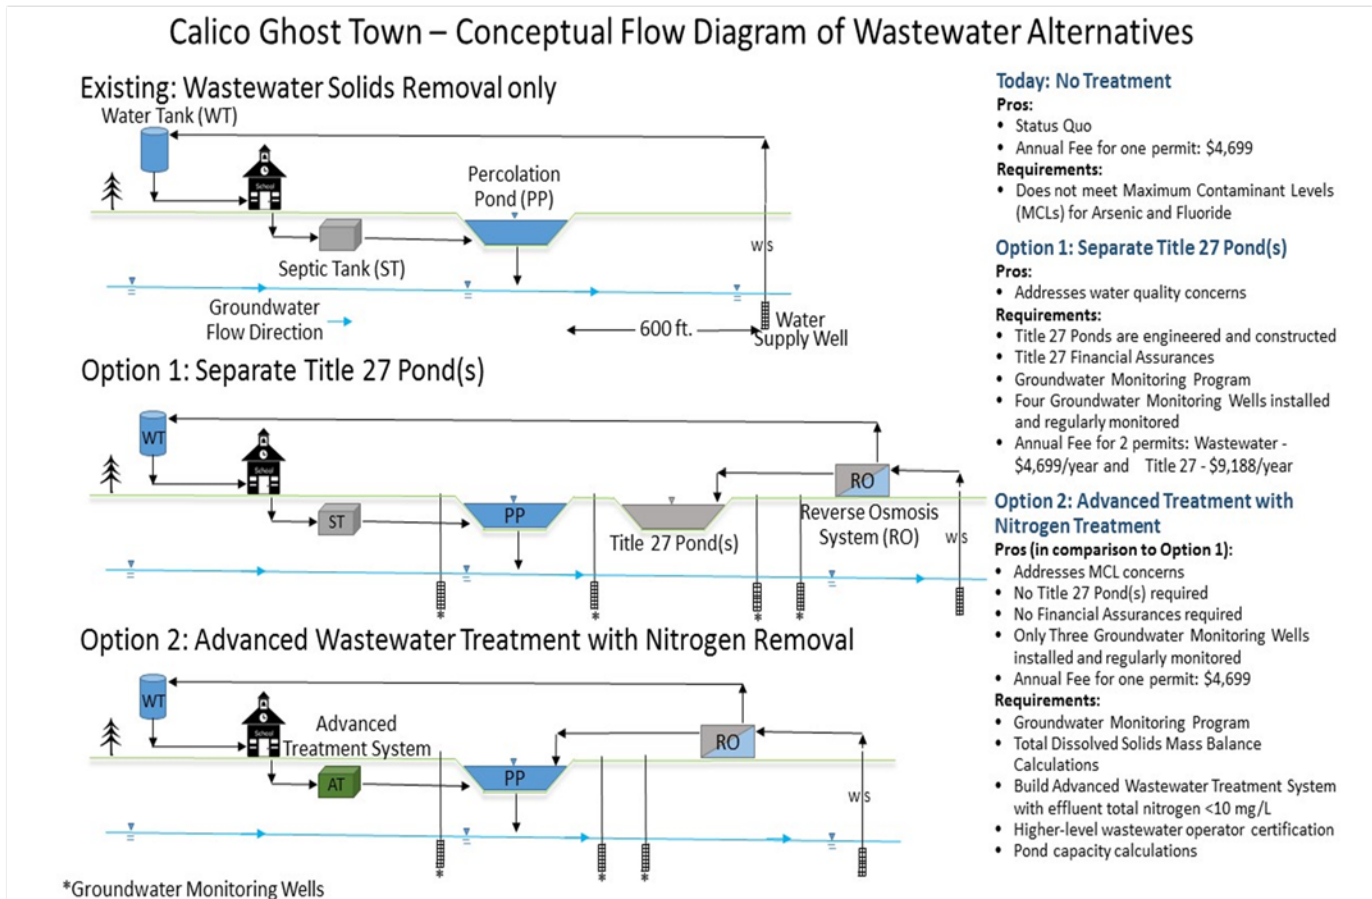 Calico Ghost Town – Conceptual Flow Diagram of Wastewater Alternatives
Existing: Wastewater Solids Removal only
Water Tank (WT)
School
Percolation
Pond (PP)
Septic Tank (ST)
W S
Groundwater
Flow Direction
600 ft.
Water
Supply Well
Option 1: Separate Title 27 Pond(s)
WT
School
ST
PP
Title 27 Pond(s)
RO
Reverse Osmosis
System (RO)
W S
*
*
*
*
Option 2: Advanced Wastewater Treatment with Nitrogen Removal
WT
School
Advanced
Treatment System
AT
PP
RO
W S
*
*
*
*Groundwater Monitoring Wells
Today: No Treatment
Pros:
• Status Quo
• Annual Fee for one permit: $4,699
Requirements:
• Does not meet Maximum Contaminant Levels
(MCLs) for Arsenic and Fluoride
Option 1: Separate Title 27 Pond(s)
Pros:
• Addresses water quality concerns
Requirements:
• Title 27 Ponds are engineered and constructed
• Title 27 Financial Assurances
• Groundwater Monitoring Program
• Four Groundwater Monitoring Wells installed
and regularly monitored
• Annual Fee for 2 permits: Wastewater -
$4,699/year and Title 27 - $9,188/year
Option 2: Advanced Treatment with
Nitrogen Treatment
Pros (in comparison to Option 1):
• Addresses MCL concerns
• No Title 27 Pond(s) required
• No Financial Assurances required
• Only Three Groundwater Monitoring Wells
installed and regularly monitored
• Annual Fee for one permit: $4,699
Requirements:
• Groundwater Monitoring Program
• Total Dissolved Solids Mass Balance
Calculations
• Build Advanced Wastewater Treatment System
with effluent total nitrogen <10 mg/L
• Higher-level wastewater operator certification
• Pond capacity calculations